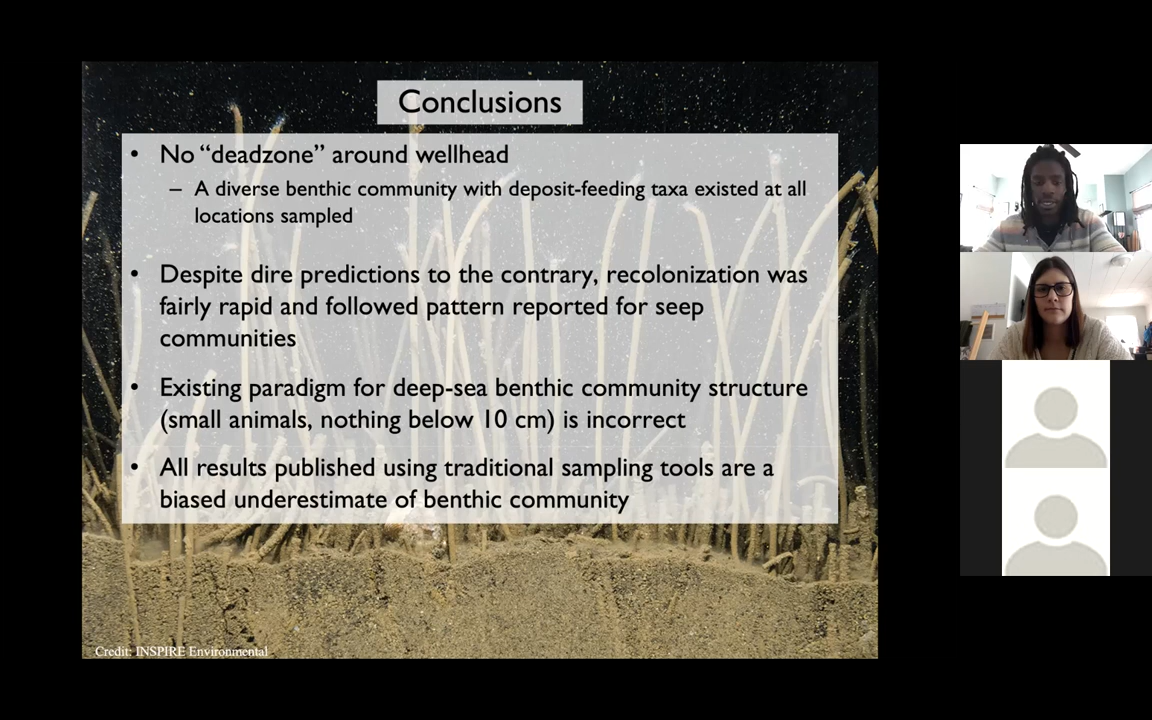 Conclusions
• No “deadzone” around wellhead
– A diverse benthic community with deposit-feeding taxa existed at all
locations sampled
• Despite dire predictions to the contrary, recolonization was
fairly rapid and followed pattern reported for seep
communities
• Existing paradigm for deep-sea benthic community structure
(small animals, nothing below 10 cm) is incorrect
• All results published using traditional sampling tools are a
biased underestimate of benthic community
Credit: INSPIRE Environmental